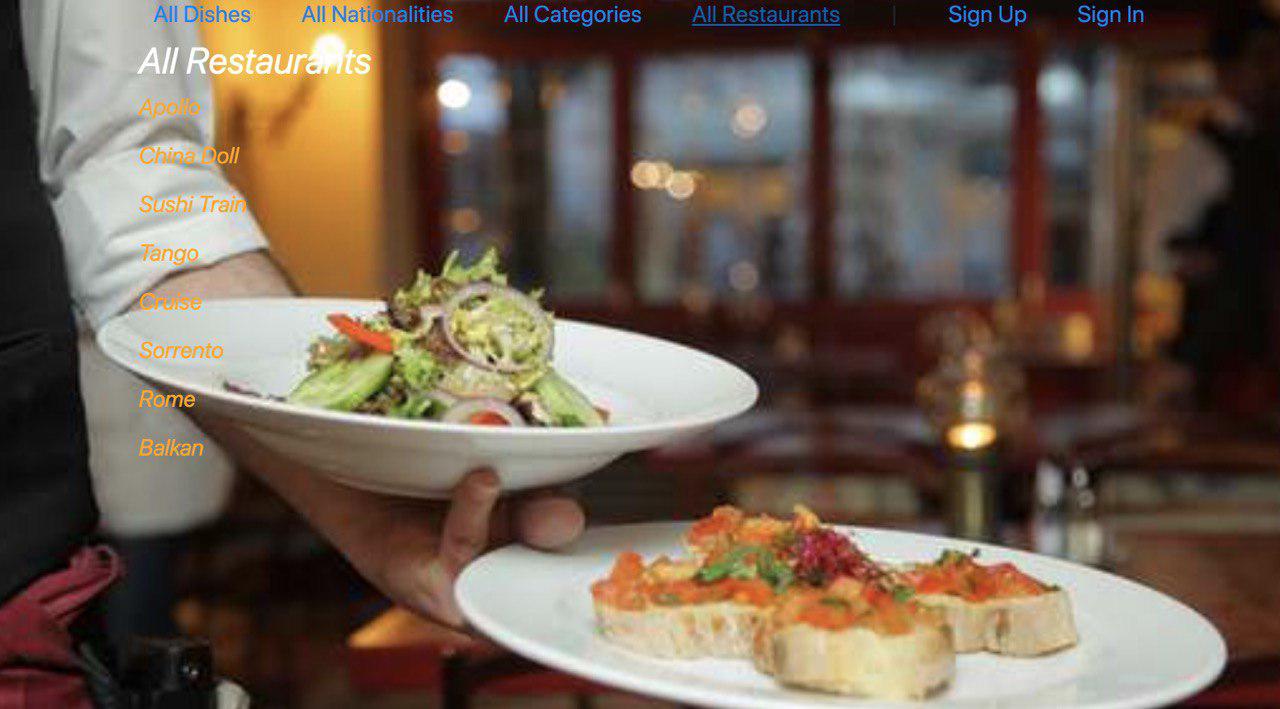 All Dishes All Nationalities All Categories All Restaurants | Sign Up Sign In
All Restaurants
Apollo
China Doll
Sushi Train
Tango
Cruise
Sorrento
Rome
Balkan